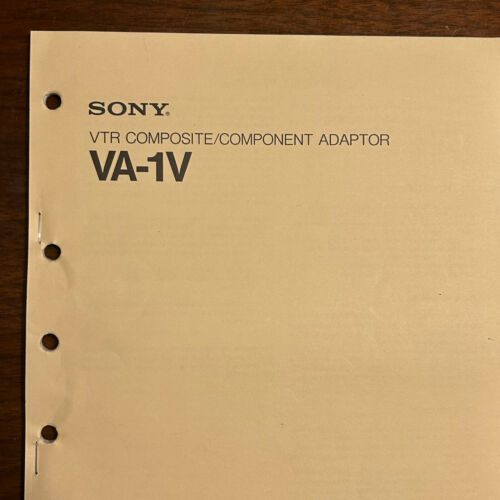 SONY®
VTR COMPOSITE/COMPONENT ADAPTOR
VA-1V